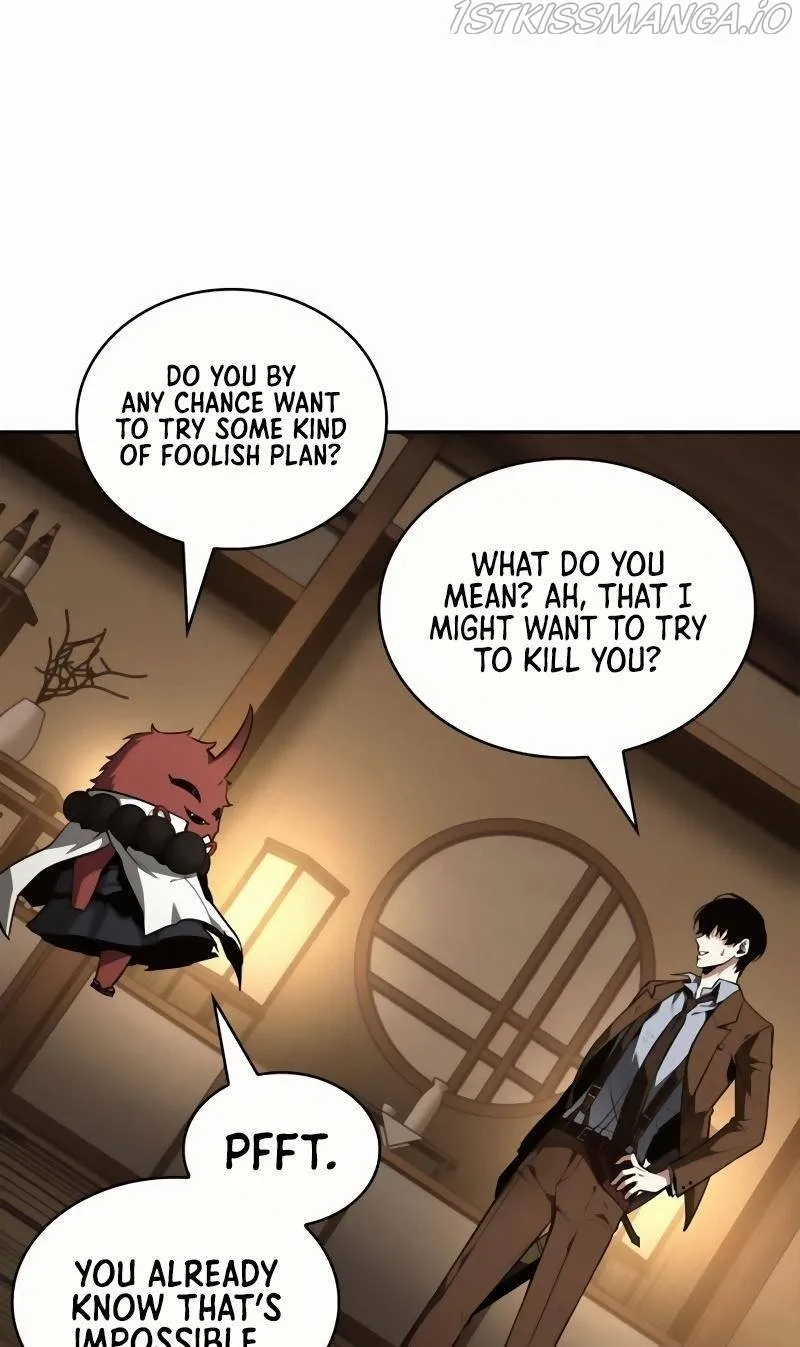 1STKISSMANGA.IO
DO YOU BY
ANY CHANCE WANT
TO TRY SOME KIND
OF FOOLISH PLAN?
WHAT DO YOU
MEAN? AH, THAT I
MIGHT WANT TO TRY
TO KILL YOU?
PFFT.
YOU ALREADY
KNOW THAT'S
IMPOSSIBLE